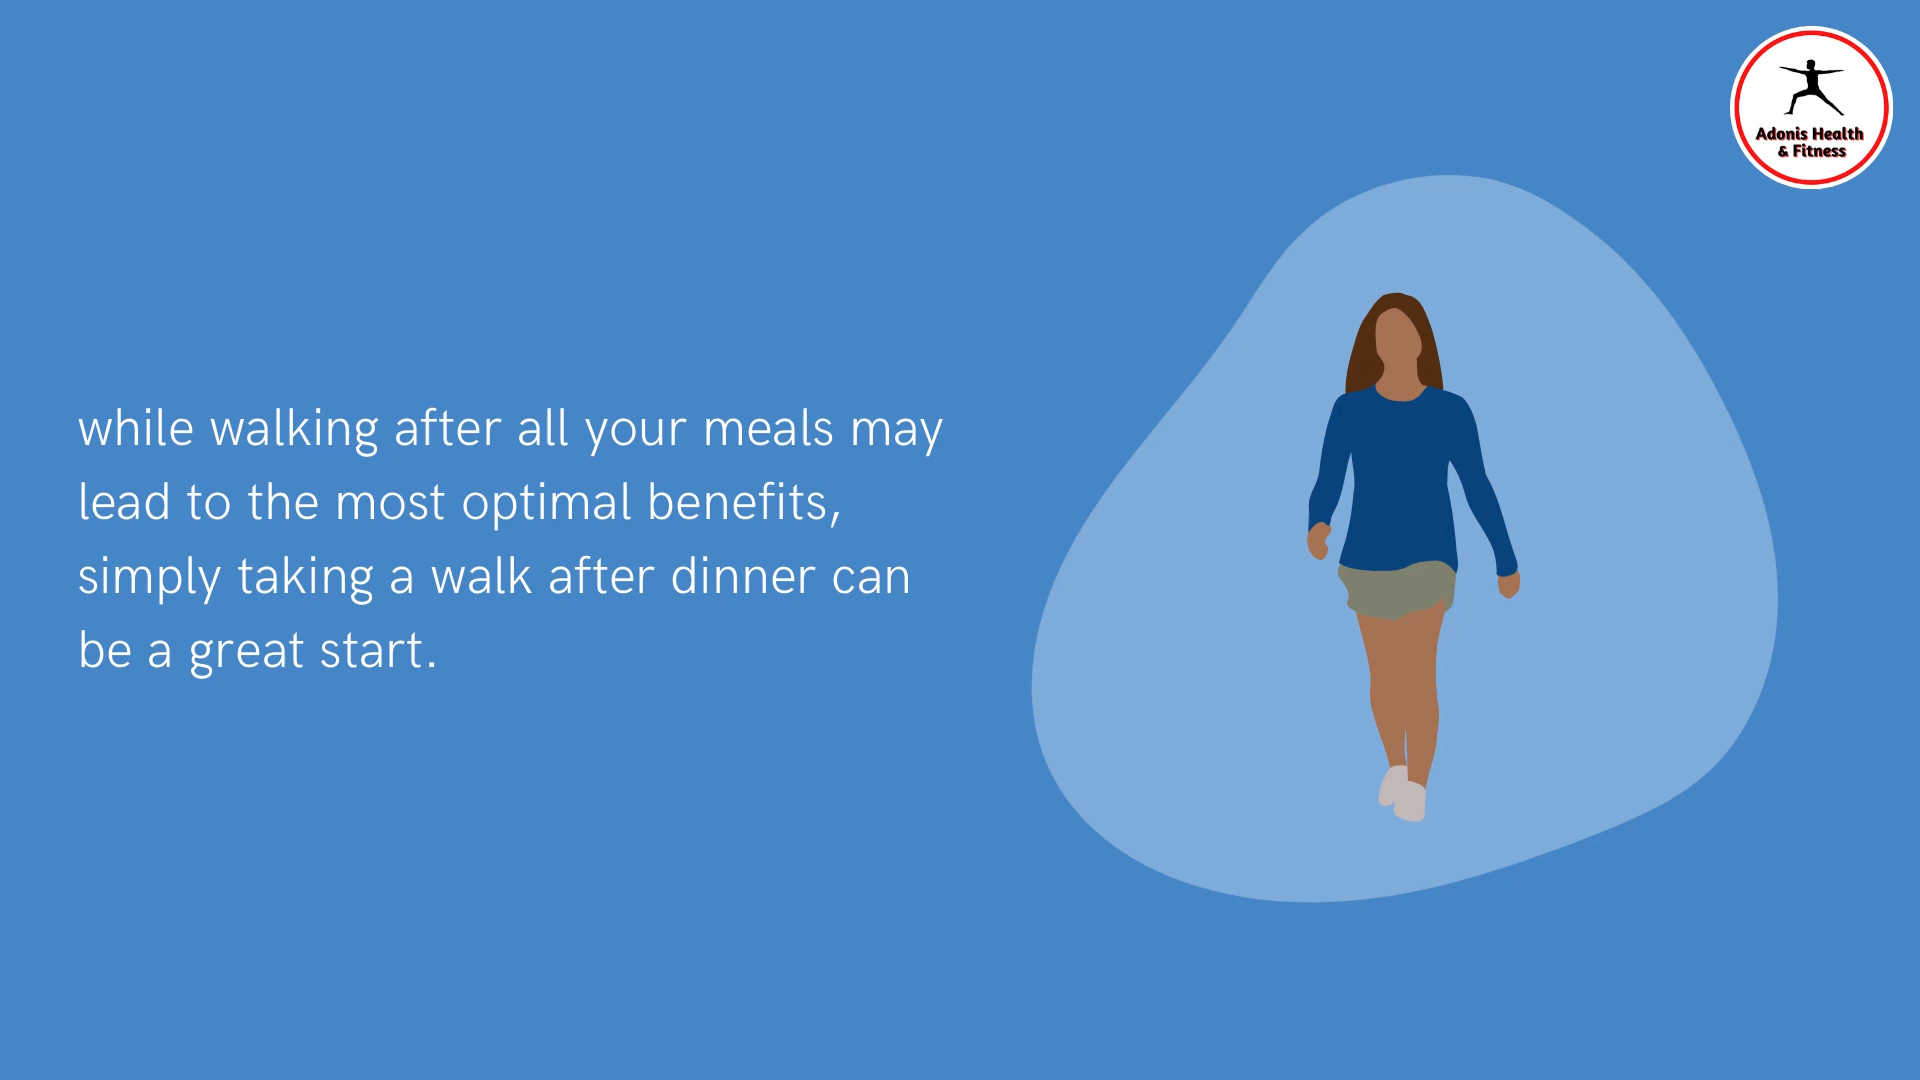 Adonis Health
& Fitness
while walking after all your meals may
lead to the most optimal benefits,
simply taking a walk after dinner can
be a great start.